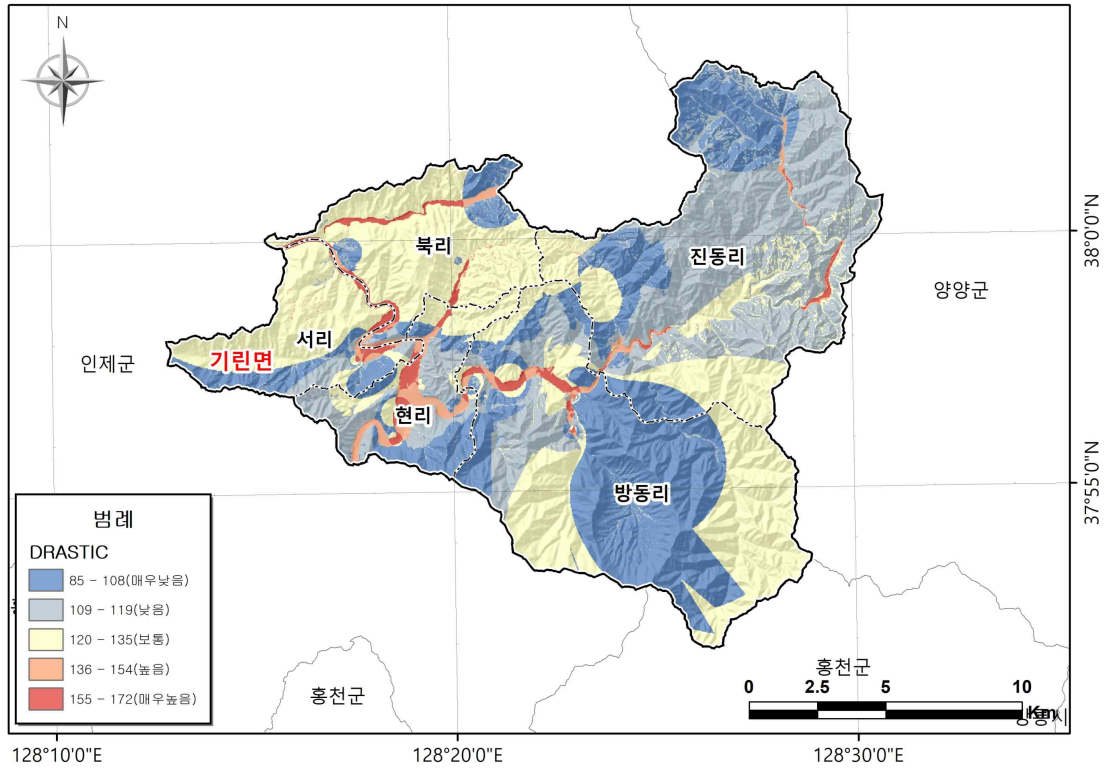 N
북리
진동리
38°0'0"N
양양군
서리
기린면
인제군
현리
방동리
37°55'0"N
범례
DRASTIC
85 - 108(매우낮음)
109 - 119(낮음)
120 - 135(보통)
136 - 154(높음)
155 - 172(매우높음)
홍천군
홍천군
0 2.5 5 10
Km
128°10'0"E 128°20'0"E 128°30'0"E